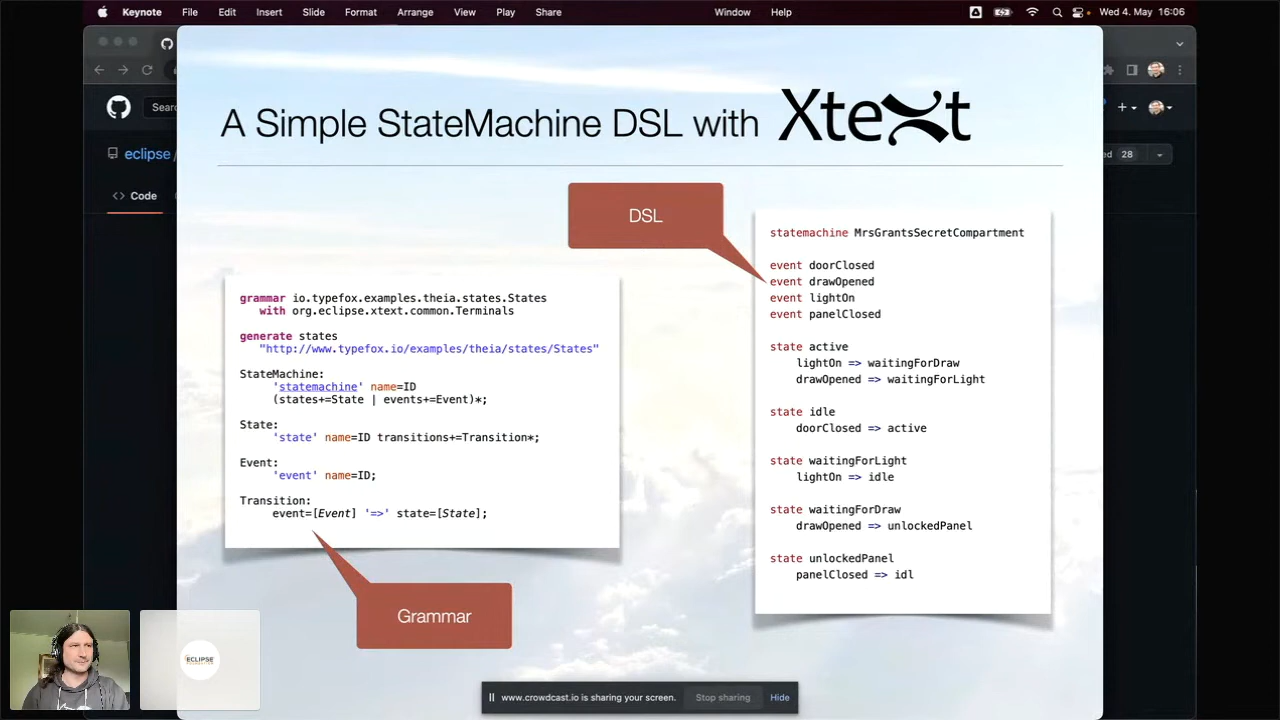 Keynote File Edit Insert Slide Format Arrange View Play Share Window Help Wed 4. May 16:06
Sear
eclipse/
ed 28
<> Code
A Simple StateMachine DSL with Xtext
DSL
grammar io.typefox.examples.theia.states.States
with org.eclipse.xtext.common.Terminals
generate states
"http://www.typefox.io/examples/theia/states/States"
StateMachine:
'statemachine' name=ID
(states+=State | events+=Event)*;
State:
'state' name=ID transitions+=Transition*;
Event:
'event' name=ID;
Transition:
event=[Event] '=>' state=[State];
Grammar
statemachine MrsGrantsSecretCompartment
event doorClosed
event drawOpened
event lightOn
event panelClosed
state active
lightOn => waitingForDraw
drawOpened => waitingForLight
state idle
doorClosed => active
state waitingForLight
lightOn => idle
state waitingForDraw
drawOpened => unlockedPanel
state unlockedPanel
panelClosed => idl
ECLIPSE
www.crowdcast.io is sharing your screen. Stop sharing Hide